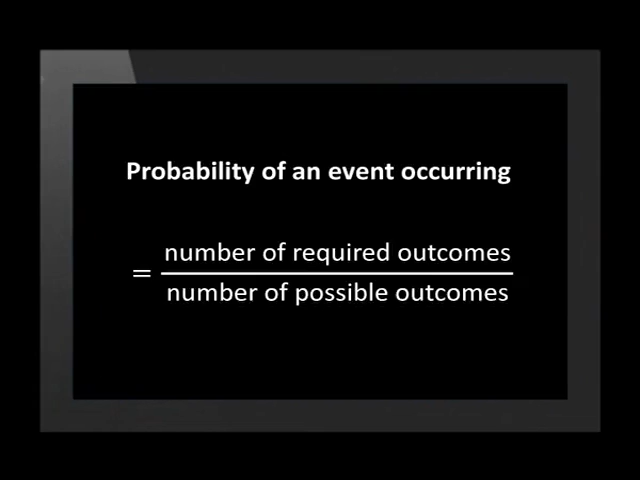 Probability of an event occurring
= number of required outcomes
number of possible outcomes